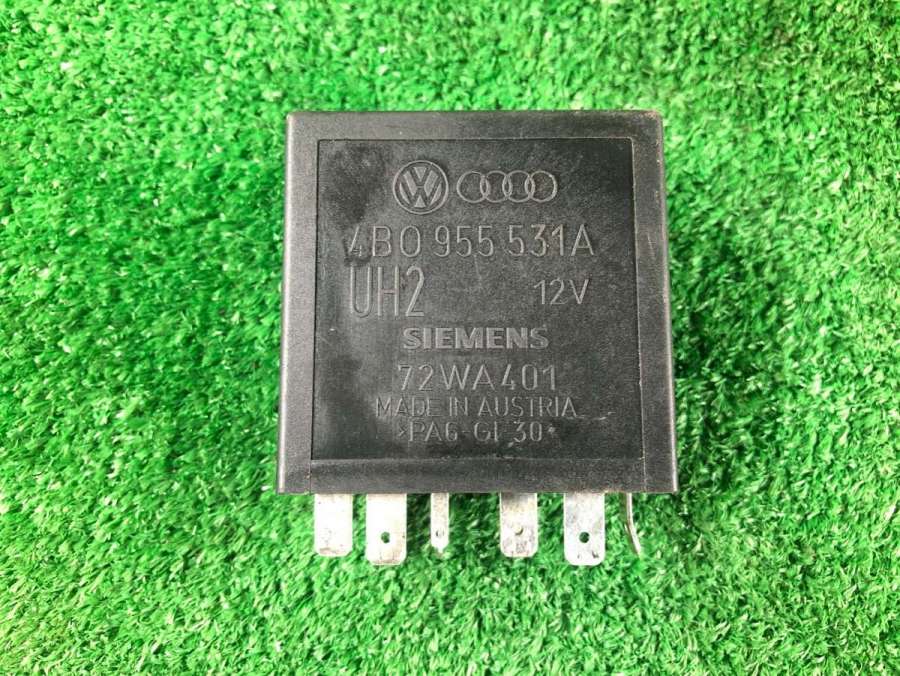 4B0 955 531A
UH2 12V
SIEMENS
72WA401
MADE IN AUSTRIA
>PA6-GF30<